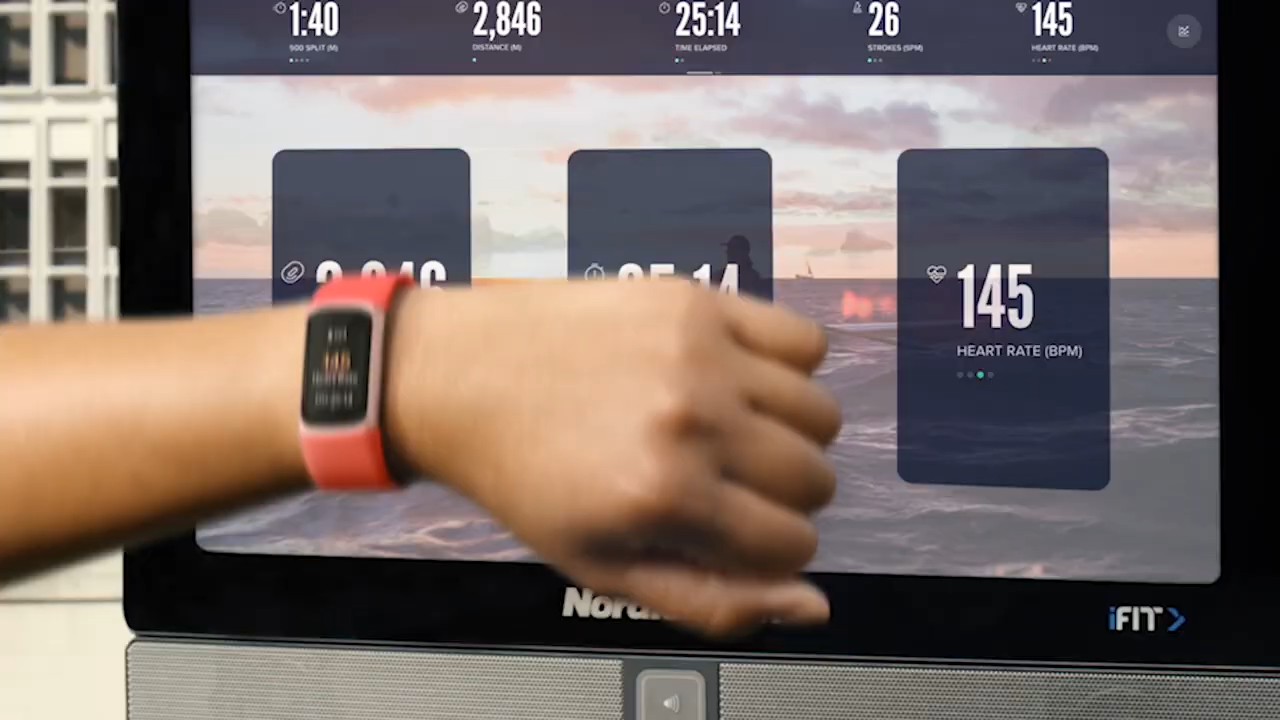 1:40 2,846 25:14 26 145
500 SPLIT (M) DISTANCE (M) TIME ELAPSED STROKES (SPM) HEART RATE (BPM)
145
HEART RATE (BPM)
iFIT